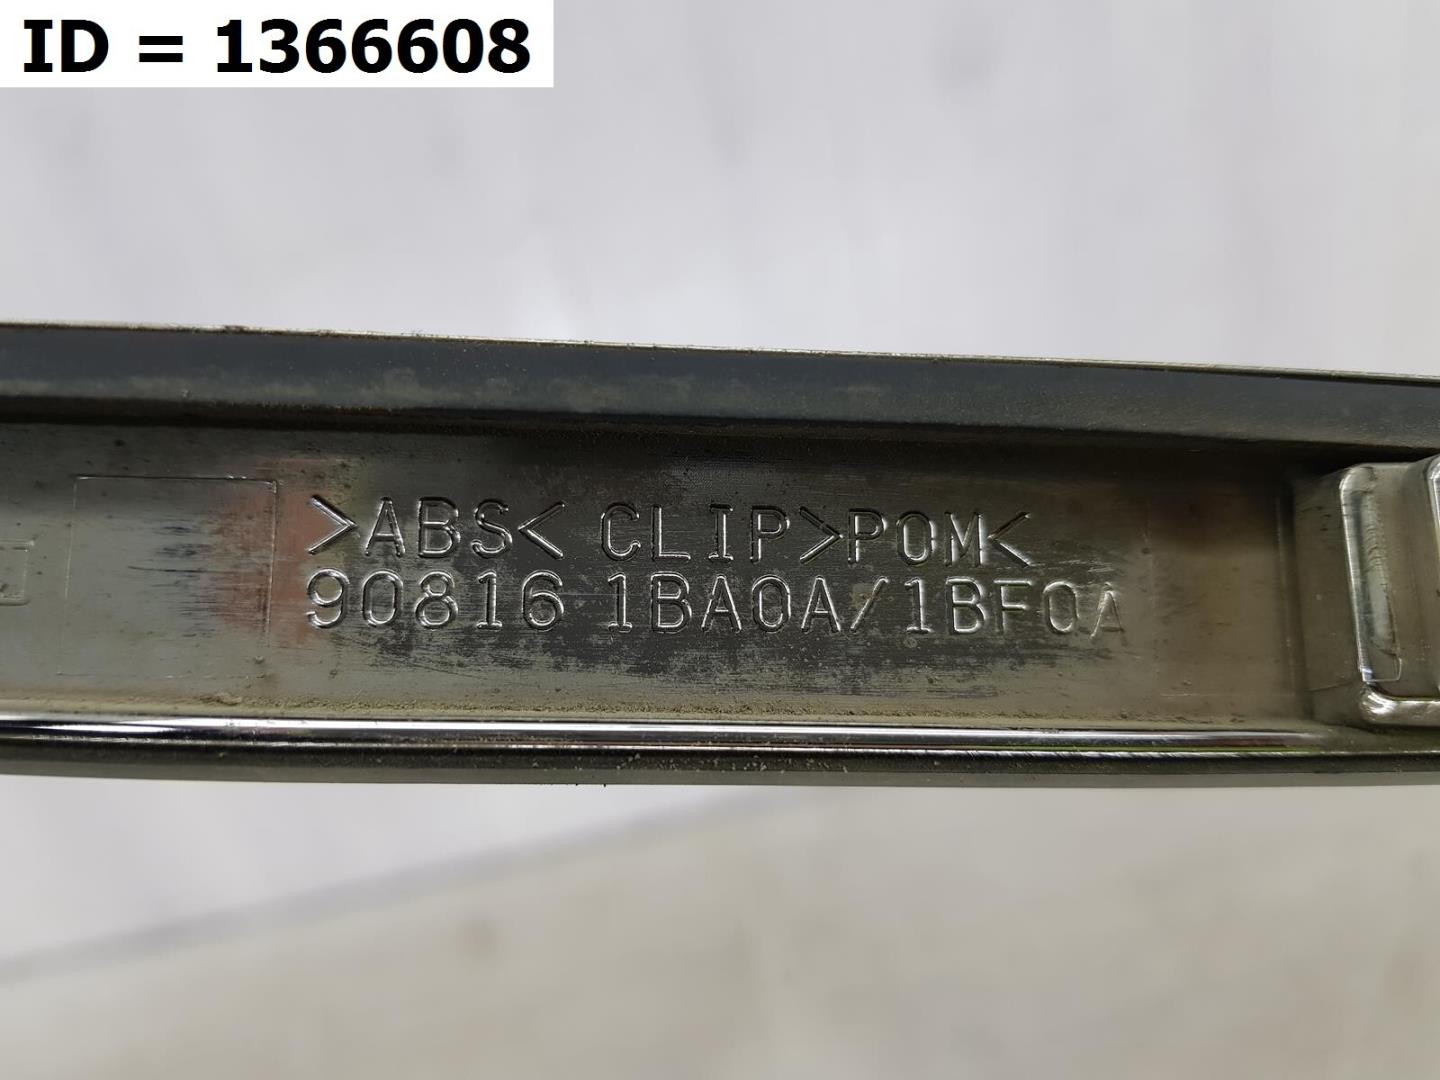 ID = 1366608
>ABS< CLIP>POM<
90816 1BA0A/1BF0A